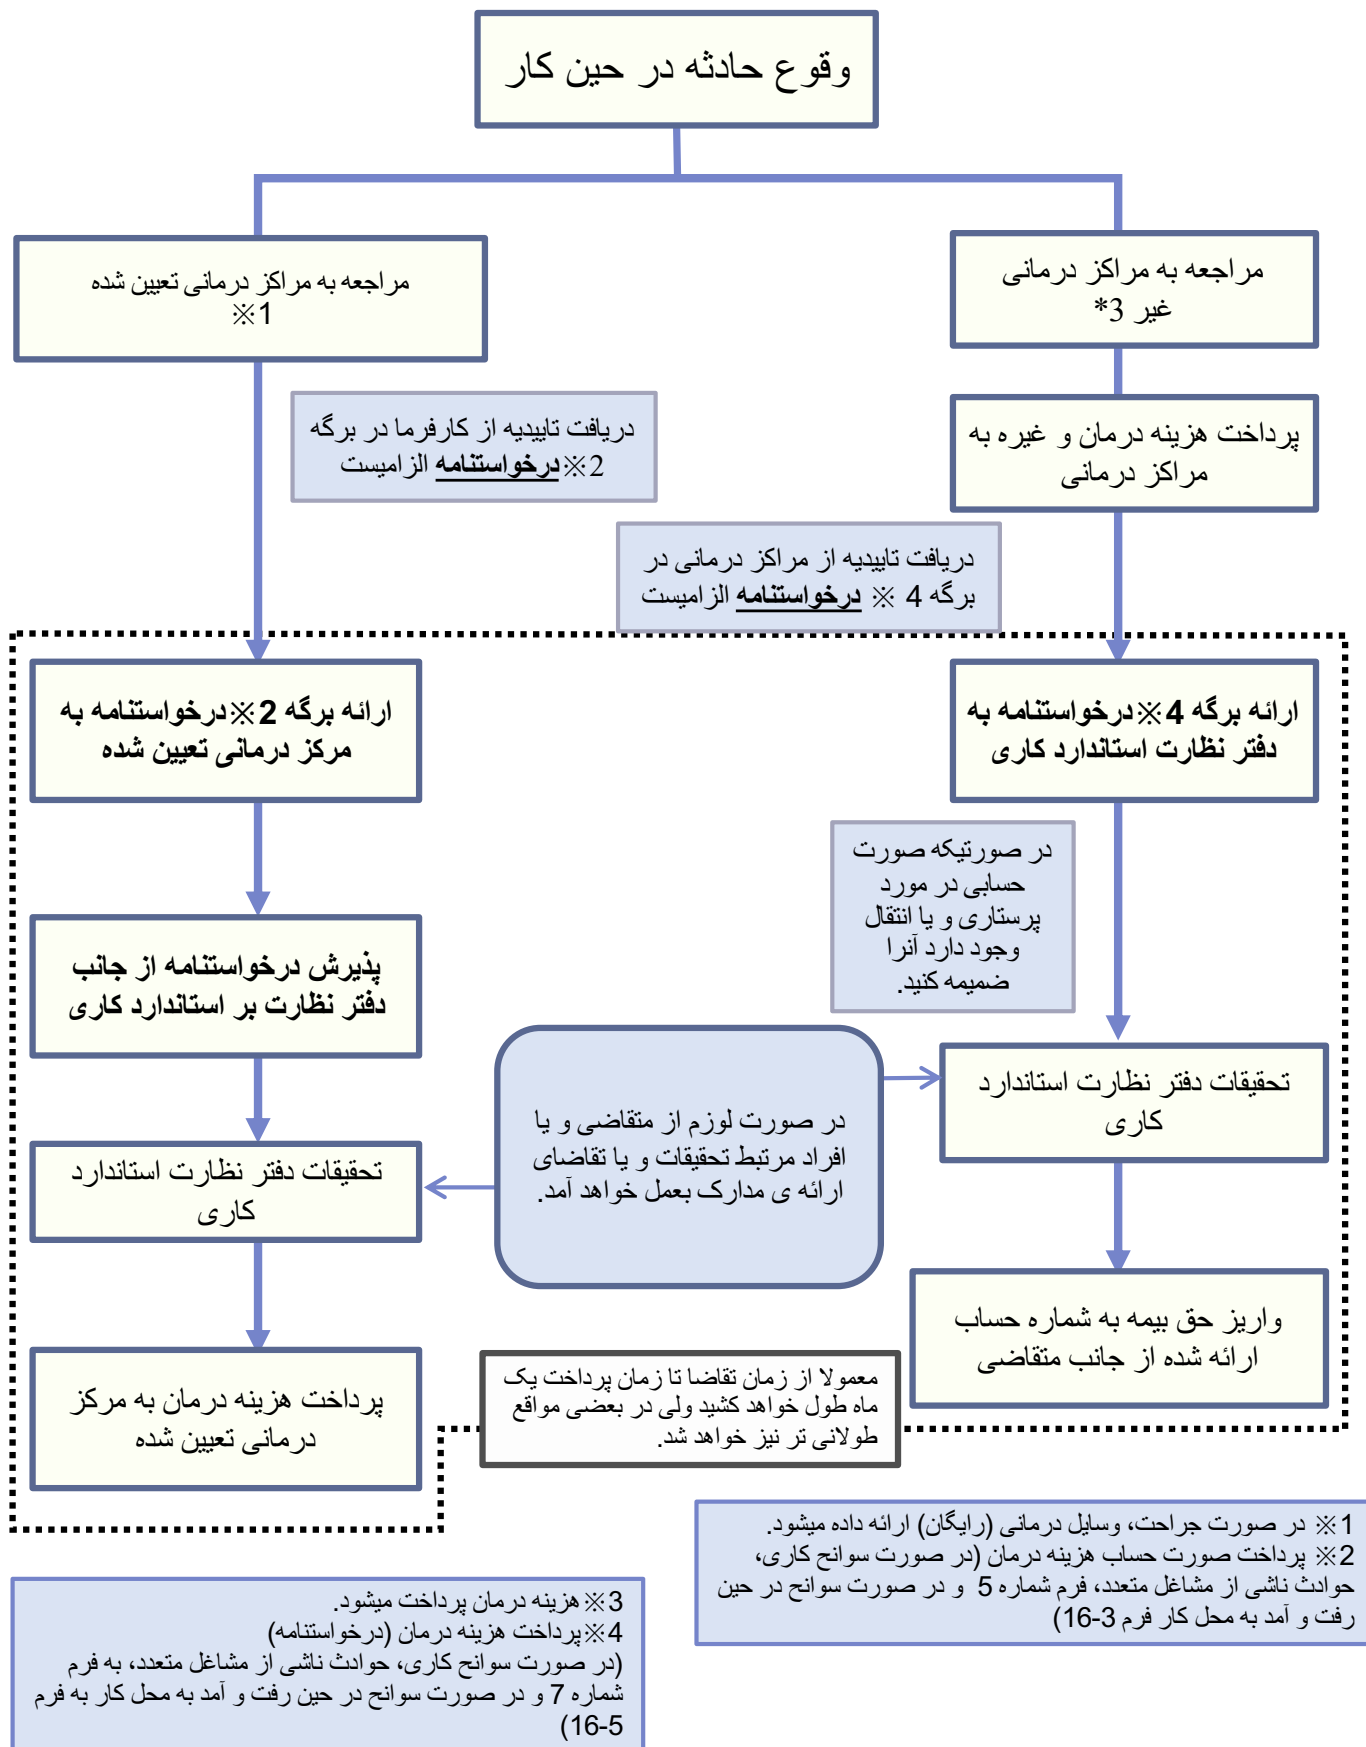 وقوع حادثه در حین کار
مراجعه به مراکز درمانی
غیر 3*
مراجعه به مراکز درمانی تعیین شده
※1
پرداخت هزینه درمان و غیره به
مراکز درمانی
دریافت تاییدیه از کارفرما در برگه
2※درخواستنامه الزامیست
دریافت تاییدیه از مراکز درمانی در
برگه 4 ※ درخواستنامه الزامیست
ارائه برگه 4※درخواستنامه به
دفتر نظارت استاندارد کاری
ارائه برگه 2※درخواستنامه به
مرکز درمانی تعیین شده
در صورتیکه صورت
حسابی در مورد
پرستاری و یا انتقال
وجود دارد آنرا
ضمیمه کنید.
پذیرش درخواستنامه از جانب
دفتر نظارت بر استاندارد کاری
تحقیقات دفتر نظارت استاندارد
کاری
در صورت لوزم از متقاضی و یا
افراد مرتبط تحقیقات و یا تقاضای
ارائه ی مدارک بعمل خواهد آمد.
تحقیقات دفتر نظارت استاندارد
کاری
واریز حق بیمه به شماره حساب
ارائه شده از جانب متقاضی
پرداخت هزینه درمان به مرکز
درمانی تعیین شده
معمولا از زمان تقاضا تا زمان پرداخت یک
ماه طول خواهد کشید ولی در بعضی مواقع
طولانی تر نیز خواهد شد.
1※ در صورت جراحت، وسایل درمانی (رایگان) ارائه داده میشود.
2※ پرداخت صورت حساب هزینه درمان (در صورت سوانح کاری،
حوادث ناشی از مشاغل متعدد، فرم شماره 5 و در صورت سوانح در حین
رفت و آمد به محل کار فرم 3-16)
3※هزینه درمان پرداخت میشود.
4※پرداخت هزینه درمان (درخواستنامه)
(در صورت سوانح کاری، حوادث ناشی از مشاغل متعدد، به فرم
شماره 7 و در صورت سوانح در حین رفت و آمد به محل کار به فرم
5-16)